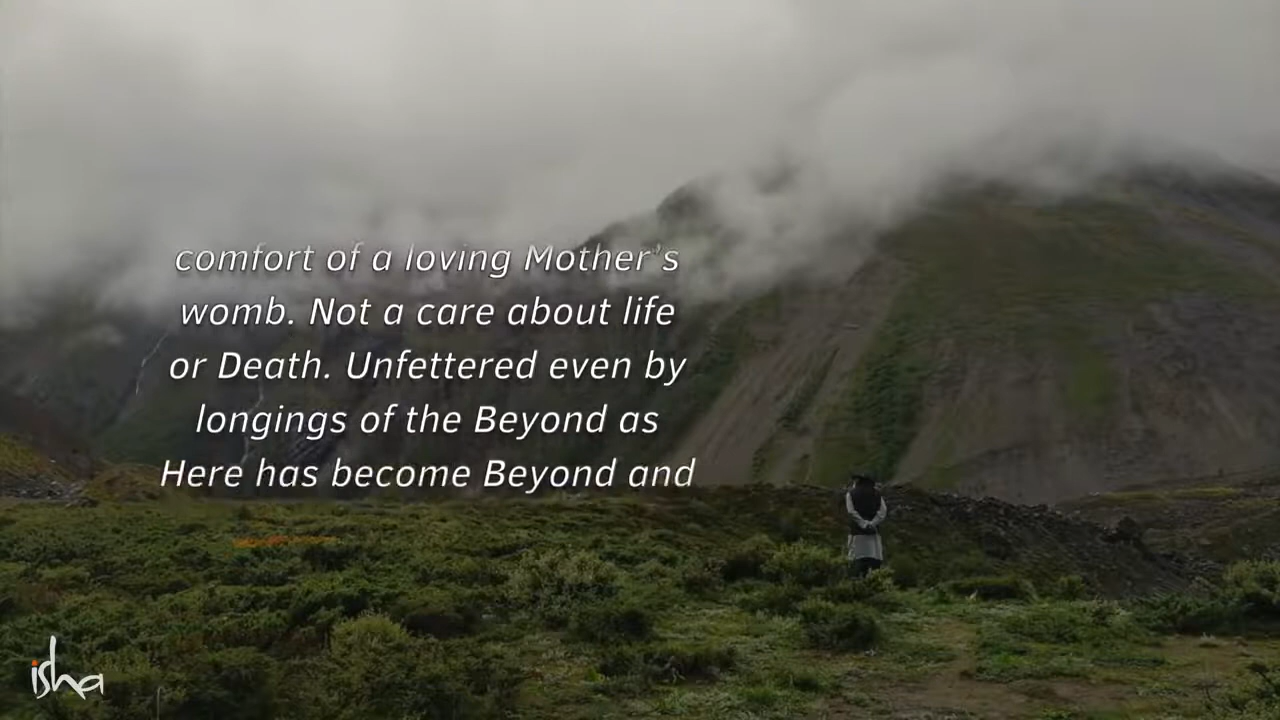 comfort of a loving Mother's
womb. Not a care about life
or Death. Unfettered even by
longings of the Beyond as
Here has become Beyond and
isha